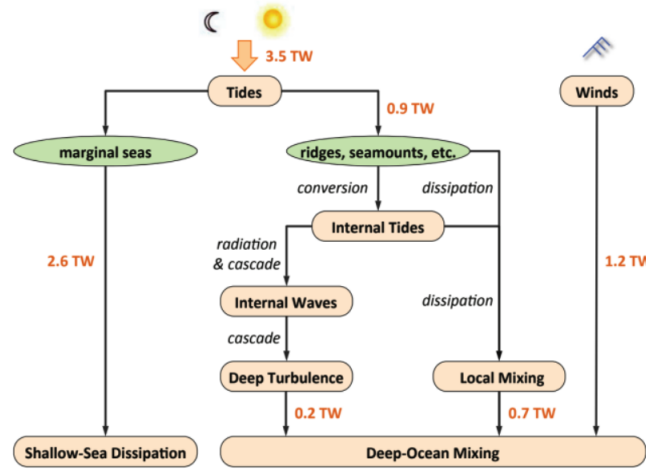 3.5 TW
Tides
Winds
0.9 TW
marginal seas
ridges, seamounts, etc.
conversion
dissipation
Internal Tides
radiation
& cascade
2.6 TW
1.2 TW
Internal Waves
dissipation
cascade
Deep Turbulence
Local Mixing
0.2 TW
0.7 TW
Shallow-Sea Dissipation
Deep-Ocean Mixing